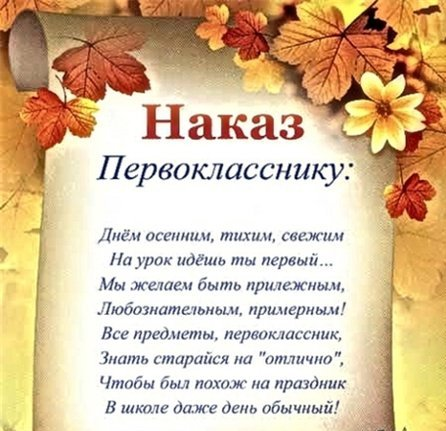 Наказ
Первокласснику:
Днём осенним, тихим, свежим
На урок идёшь ты первый...
Мы желаем быть прилежным,
Любознательным, примерным!
Все предметы, первоклассник,
Знать старайся на "отлично",
Чтобы был похож на праздник
В школе даже день обычный!